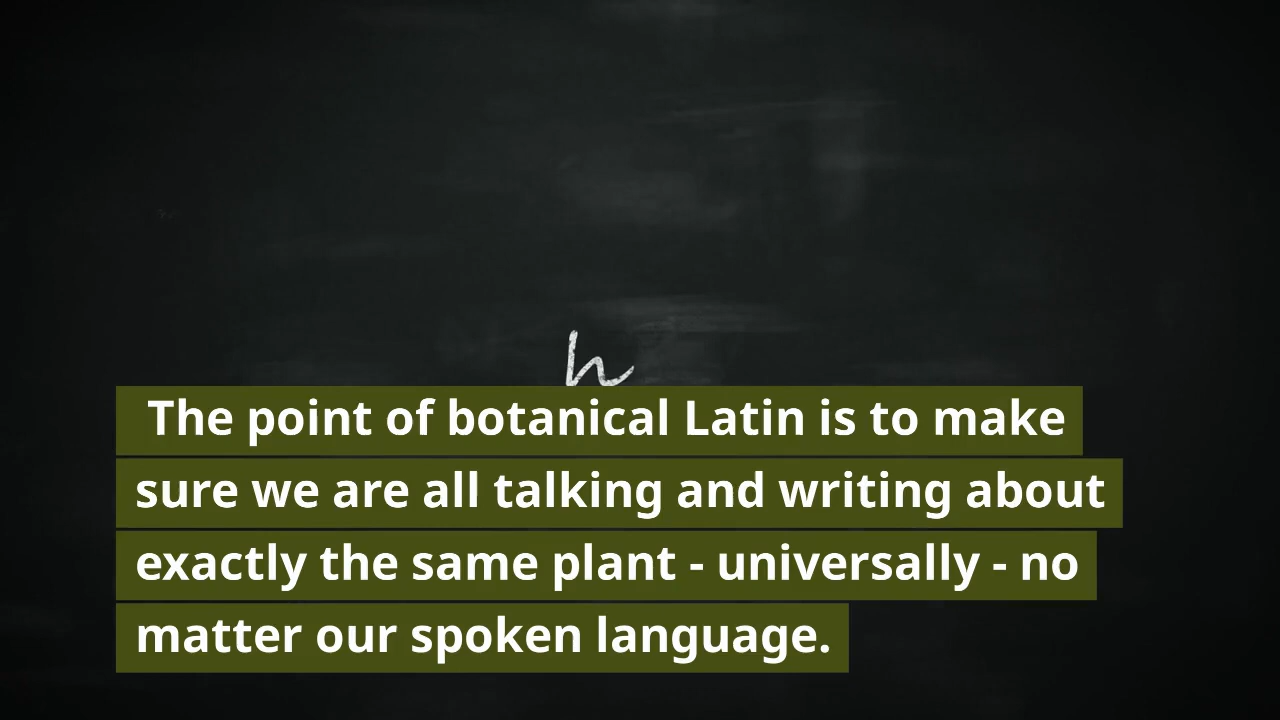 h
The point of botanical Latin is to make
sure we are all talking and writing about
exactly the same plant - universally - no
matter our spoken language.